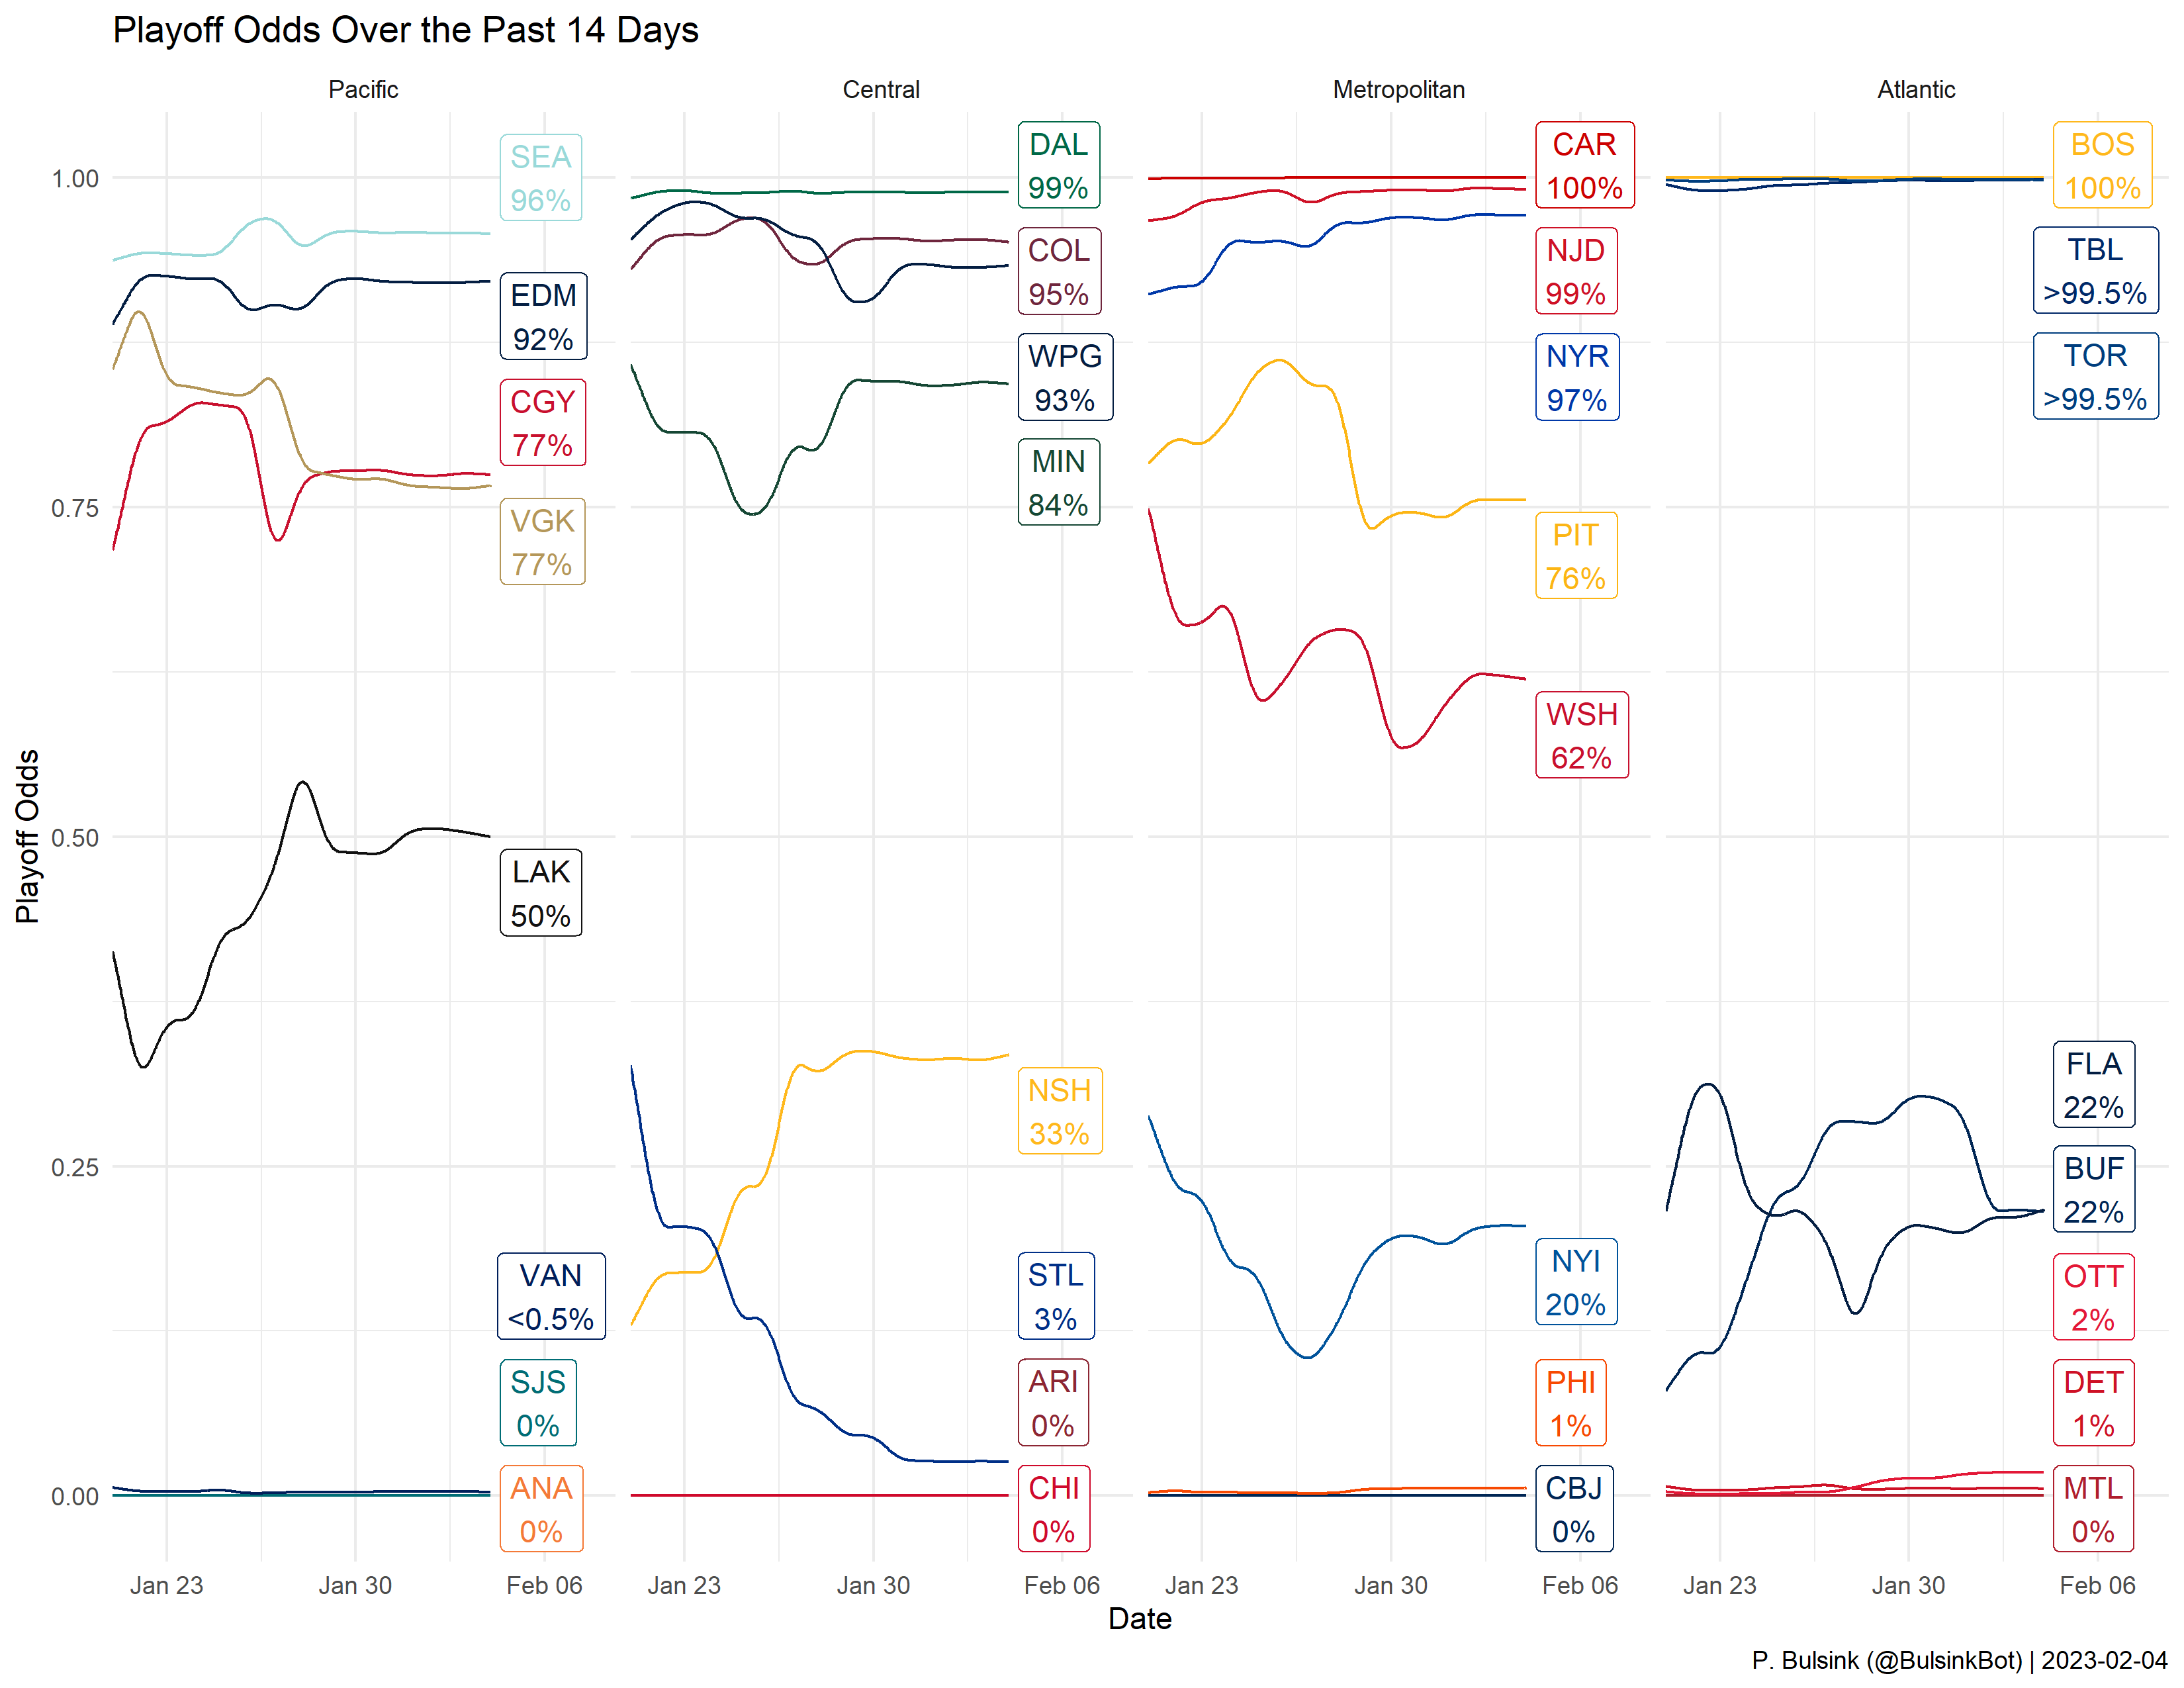 Playoff Odds Over the Past 14 Days
Pacific
Central
Metropolitan
Atlantic
Playoff Odds
1.00
0.75
0.50
0.25
0.00
SEA
96%
EDM
92%
CGY
77%
VGK
77%
LAK
50%
VAN
<0.5%
SJS
0%
ANA
0%
DAL
99%
COL
95%
WPG
93%
MIN
84%
NSH
33%
STL
3%
ARI
0%
CHI
0%
CAR
100%
NJD
99%
NYR
97%
PIT
76%
WSH
62%
NYI
20%
PHI
1%
CBJ
0%
BOS
100%
TBL
>99.5%
TOR
>99.5%
FLA
22%
BUF
22%
OTT
2%
DET
1%
MTL
0%
Jan 23
Jan 30
Feb 06
Jan 23
Jan 30
Feb 06
Jan 23
Jan 30
Feb 06
Jan 23
Jan 30
Feb 06
Date
P. Bulsink (@BulsinkBot) | 2023-02-04